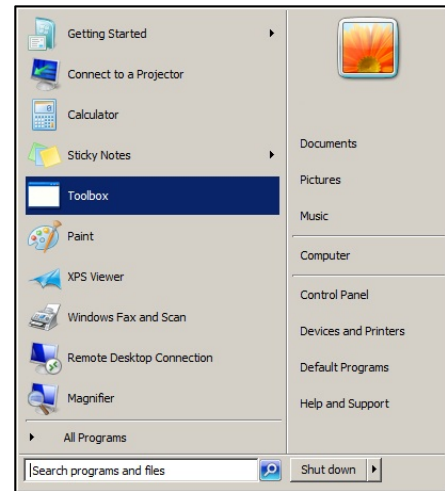 Getting Started
Connect to a Projector
Calculator
Sticky Notes
Toolbox
Paint
XPS Viewer
Windows Fax and Scan
Remote Desktop Connection
Magnifier
All Programs
Search programs and files
Documents
Pictures
Music
Computer
Control Panel
Devices and Printers
Default Programs
Help and Support
Shut down